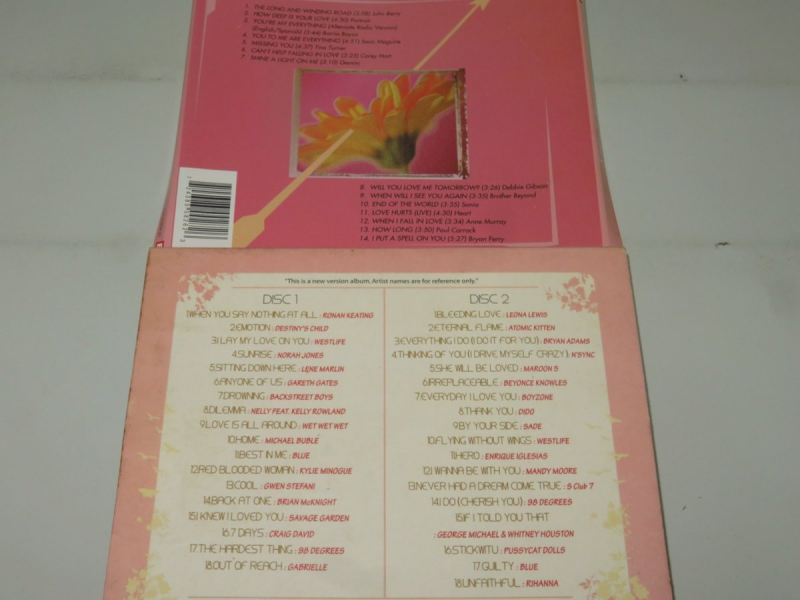 1. THE LONG AND WINDING ROAD John Berry
2. HOW DEEP IS YOUR LOVE (4:30) Portrait
3. YOU'RE MY EVERYTHING (Alternate Radio Version)
(English/Spanish) (3:44) Barrio Boyzz
4. YOU TO ME ARE EVERYTHING (4:21) Sean Maguire
5. MISSING YOU (4:37) Tina Turner
6. CAN'T HELP FALLING IN LOVE (3:20) Corey Hart
7. SHINE A LIGHT ON ME (3:10)
8. WILL YOU LOVE ME TOMORROW? (3:26) Debbie Gibson
9. WHEN WILL I SEE YOU AGAIN (3:35) Brother Beyond
10. END OF THE WORLD (3:35) Sonia
11. LOVE HURTS (LIVE) (4:30) Heart
12. WHEN I FALL IN LOVE (3:34) Anne Murray
13. HOW LONG (3:50) Paul Carrack
14. I PUT A SPELL ON YOU (3:27) Bryan Ferry
"This is a new version album. Artist names are for reference only."
DISC 1
1.WHEN YOU SAY NOTHING AT ALL : RONAN KEATING
2.EMOTION : DESTINY'S CHILD
3.I LAY MY LOVE ON YOU : WESTLIFE
4.SUNRISE : NORAH JONES
5.SITTING DOWN HERE : LENE MARLIN
6.ANYONE OF US : GARETH GATES
7.DROWNING : BACKSTREET BOYS
8.DILEMMA : NELLY FEAT. KELLY ROWLAND
9.LOVE IS ALL AROUND : WET WET WET
10.HOME : MICHAEL BUBLÉ
11.BEST IN ME : BLUE
12.RED BLOODED WOMAN : KYLIE MINOGUE
13.COOL : GWEN STEFANI
14.BACK AT ONE : BRIAN McKNIGHT
15.I KNEW I LOVED YOU : SAVAGE GARDEN
16.7 DAYS : CRAIG DAVID
17.THE HARDEST THING : 98 DEGREES
18.OUT OF REACH : GABRIELLE
DISC 2
1.BLEEDING LOVE : LEONA LEWIS
2.ETERNAL FLAME : ATOMIC KITTEN
3.EVERYTHING I DO (I DO IT FOR YOU) : BRYAN ADAMS
4.THINKING OF YOU (I DRIVE MYSELF CRAZY) : N'SYNC
5.SHE WILL BE LOVED : MAROON 5
6.IRREPLACEABLE : BEYONCE KNOWLES
7.EVERYDAY I LOVE YOU : BOYZONE
8.THANK YOU : DIDO
9.BY YOUR SIDE : SADE
10.FLYING WITHOUT WINGS : WESTLIFE
11.HERO : ENRIQUE IGLESIAS
12.I WANNA BE WITH YOU : MANDY MOORE
13.NEVER HAD A DREAM COME TRUE : S Club 7
14.I DO (CHERISH YOU) : 98 DEGREES
15.IF I TOLD YOU THAT
: GEORGE MICHAEL & WHITNEY HOUSTON
16.STICKWITU : PUSSYCAT DOLLS
17.GUILTY : BLUE
18.UNFAITHFUL : RIHANNA